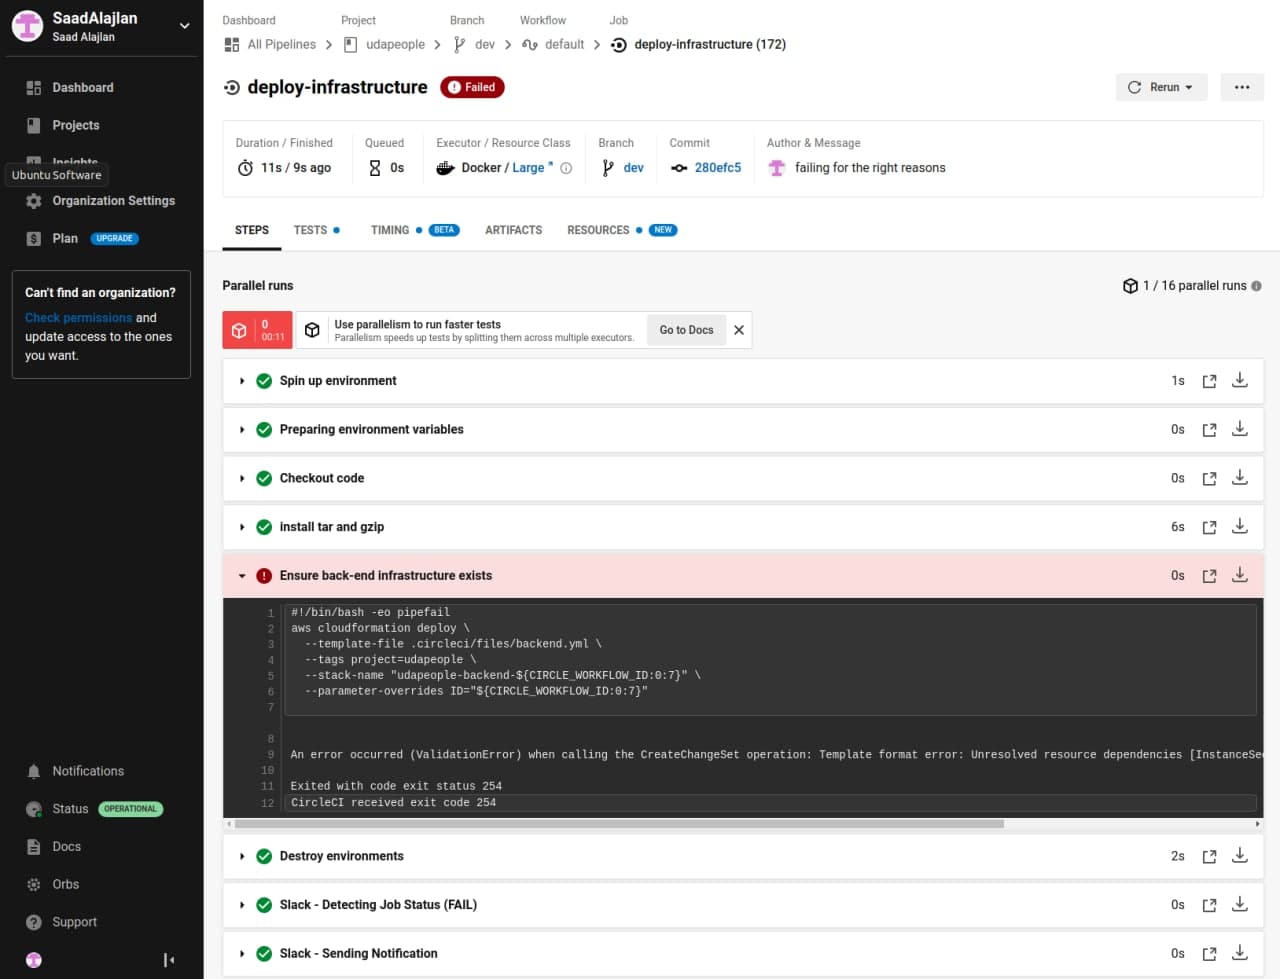 SaadAlajlan
Saad Alajlan
Dashboard
Projects
Insights
Ubuntu Software
Organization Settings
Plan UPGRADE
Can't find an organization?
Check permissions and
update access to the ones
you want.
Notifications
Status OPERATIONAL
Docs
Orbs
Support
Dashboard Project Branch Workflow Job
All Pipelines udapeople dev default deploy-infrastructure (172)
deploy-infrastructure Failed
Rerun
Duration / Finished Queued Executor / Resource Class Branch Commit Author & Message
11s / 9s ago 0s Docker / Large dev 280efc5 failing for the right reasons
STEPS TESTS TIMING BETA ARTIFACTS RESOURCES NEW
Parallel runs 1 / 16 parallel runs
0
00:11
Use parallelism to run faster tests
Parallelism speeds up tests by splitting them across multiple executors.
Go to Docs
Spin up environment 1s
Preparing environment variables 0s
Checkout code 0s
install tar and gzip 6s
Ensure back-end infrastructure exists 0s
1 #!/bin/bash -eo pipefail
2 aws cloudformation deploy \
3 --template-file .circleci/files/backend.yml \
4 --tags project=udapeople \
5 --stack-name "udapeople-backend-${CIRCLE_WORKFLOW_ID:0:7}" \
6 --parameter-overrides ID="${CIRCLE_WORKFLOW_ID:0:7}"
7
8
9 An error occurred (ValidationError) when calling the CreateChangeSet operation: Template format error: Unresolved resource dependencies [InstanceSe
10
11 Exited with code exit status 254
12 CircleCI received exit code 254
Destroy environments 2s
Slack - Detecting Job Status (FAIL) 0s
Slack - Sending Notification 0s